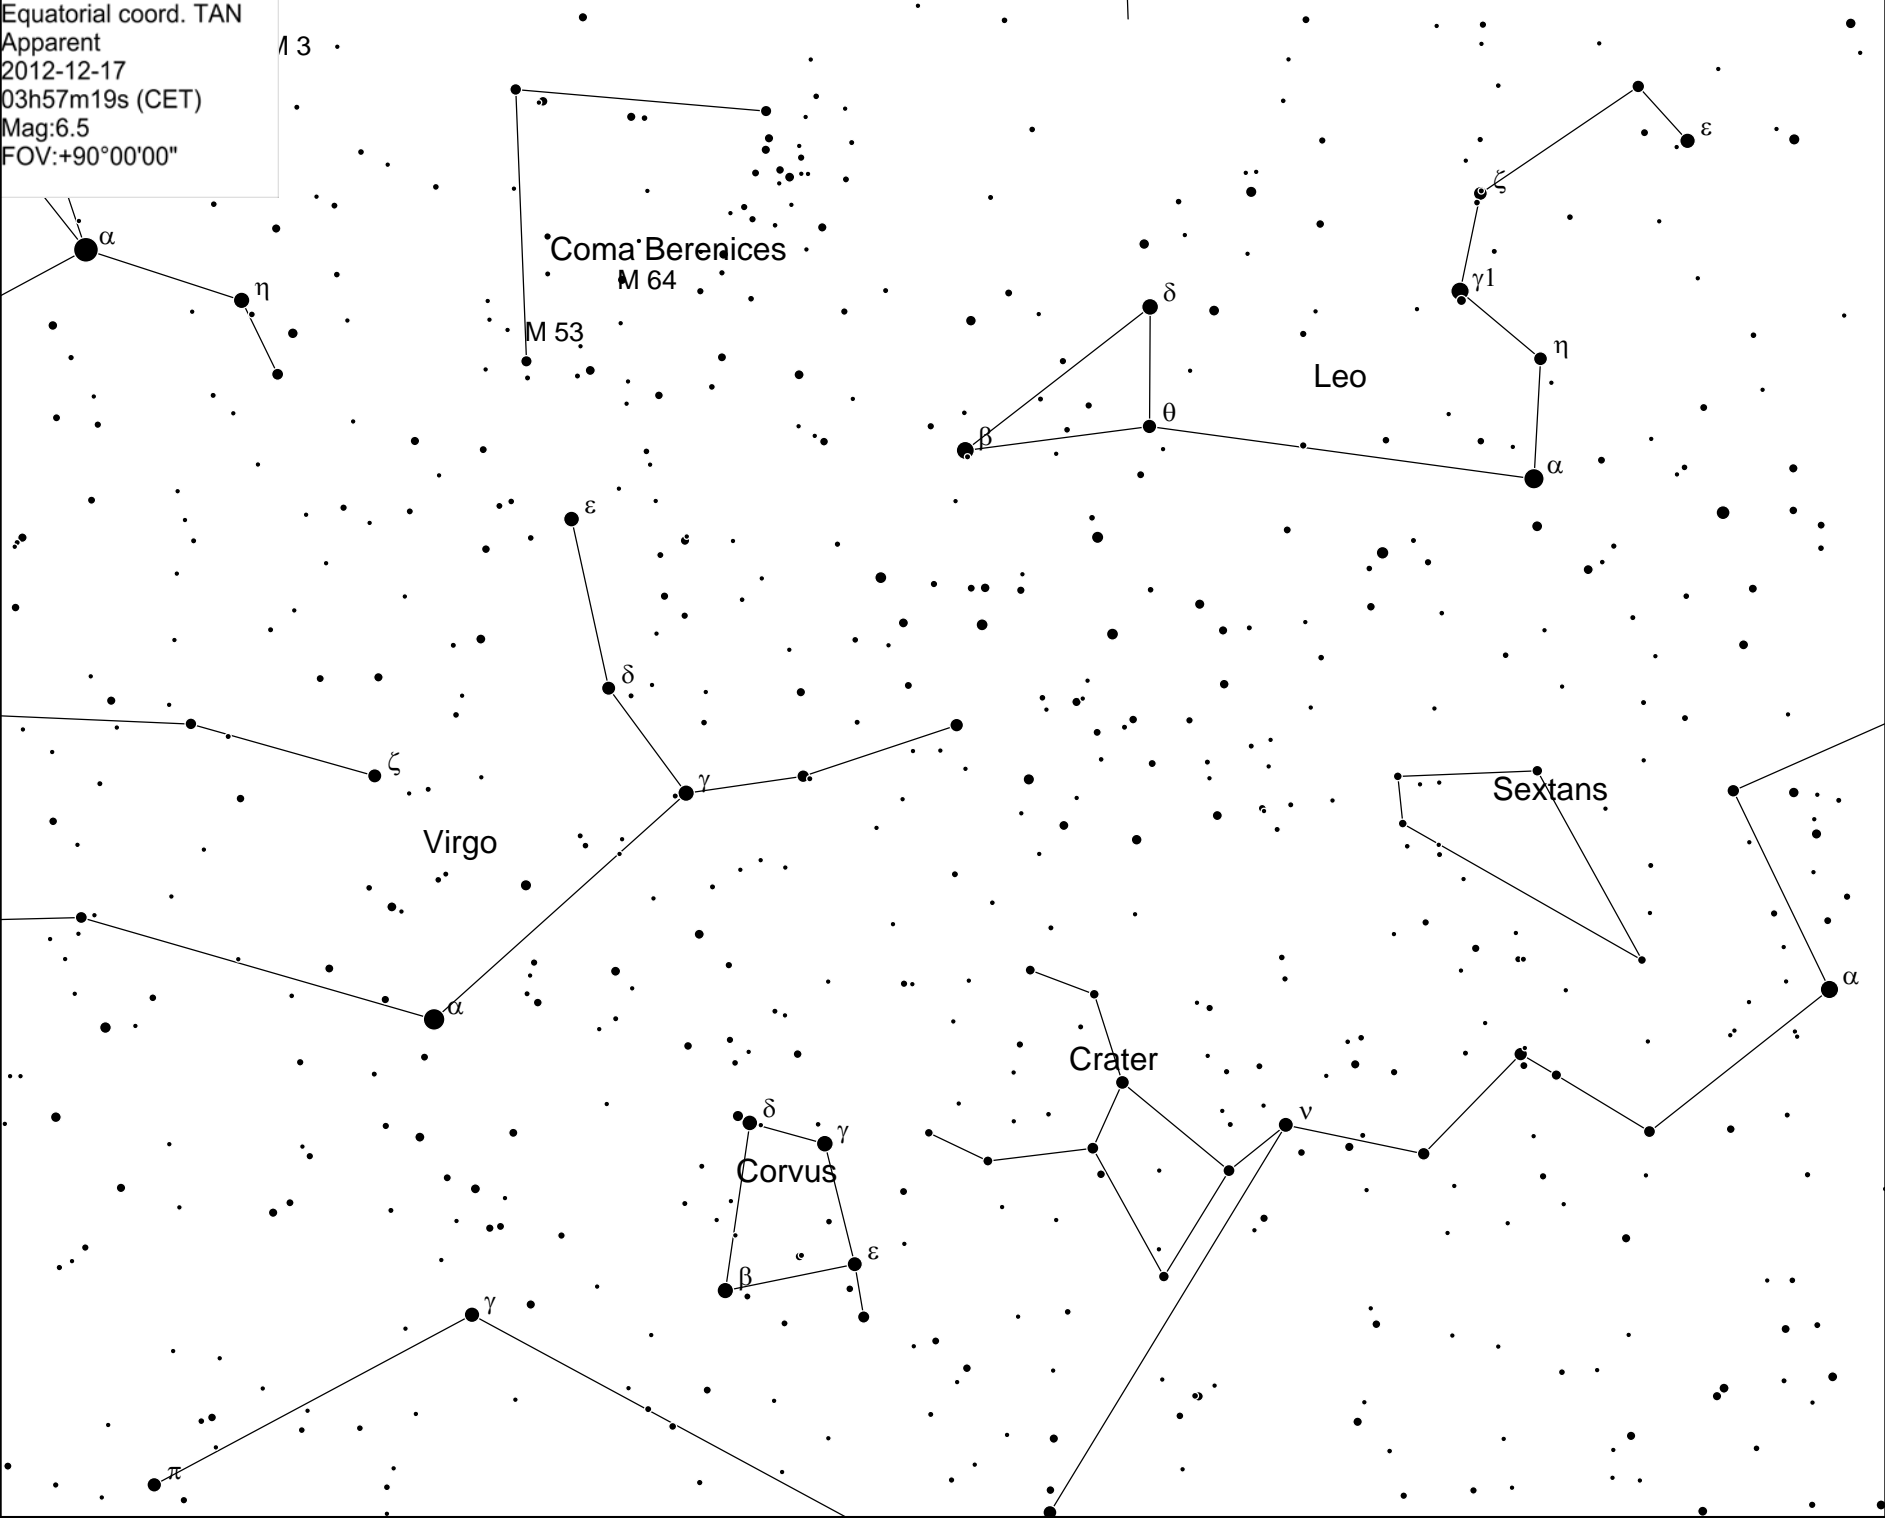 Equatorial coord. TAN
Apparent
2012-12-17
03h57m19s (CET)
Mag:6.5
FOV:+90°00'00"
M 3
ε
ζ
α
Coma Berenices
M 64
γ1
η
δ
M 53
η
Leo
θ
β
α
ε
δ
ζ
γ
Sextans
Virgo
α
α
Crater
δ
ν
γ
Corvus
ε
β
γ
π